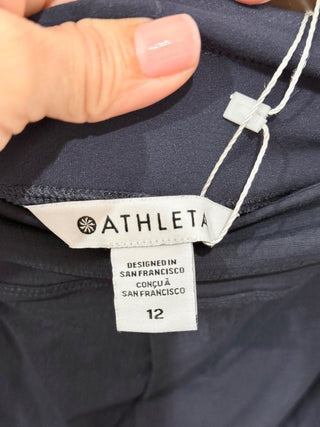 ATHLETA
DESIGNED IN
SAN FRANCISCO
CONÇU À
SAN FRANCISCO
12